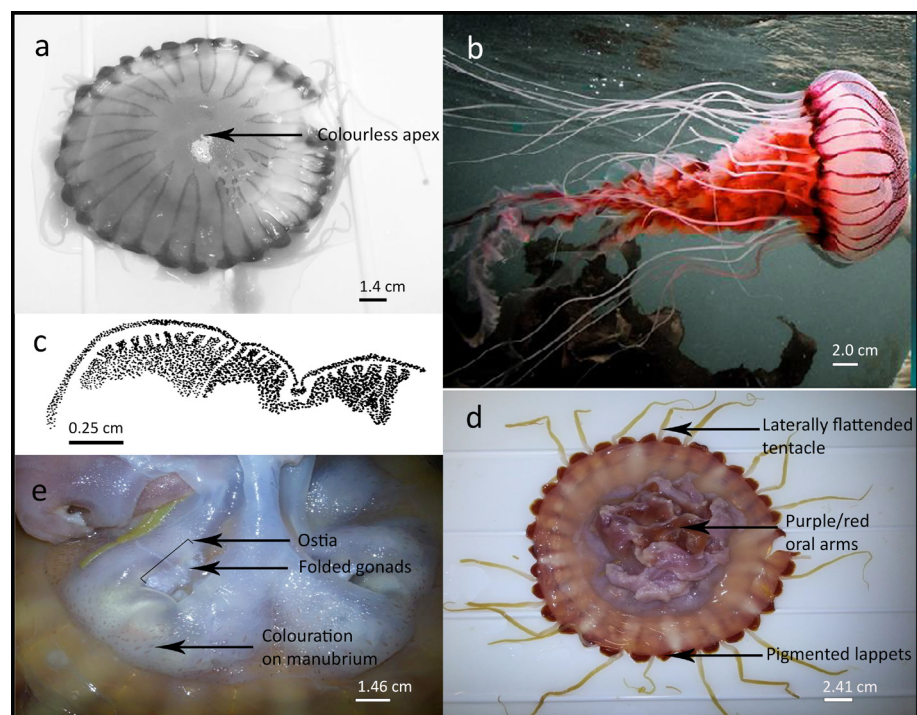 a
Colourless apex
1.4 cm
b
2.0 cm
c
0.25 cm
d
Laterally flattended
tentacle
Purple/red
oral arms
Pigmented lappets
2.41 cm
e
Ostia
Folded gonads
Colouration
on manubrium
1.46 cm